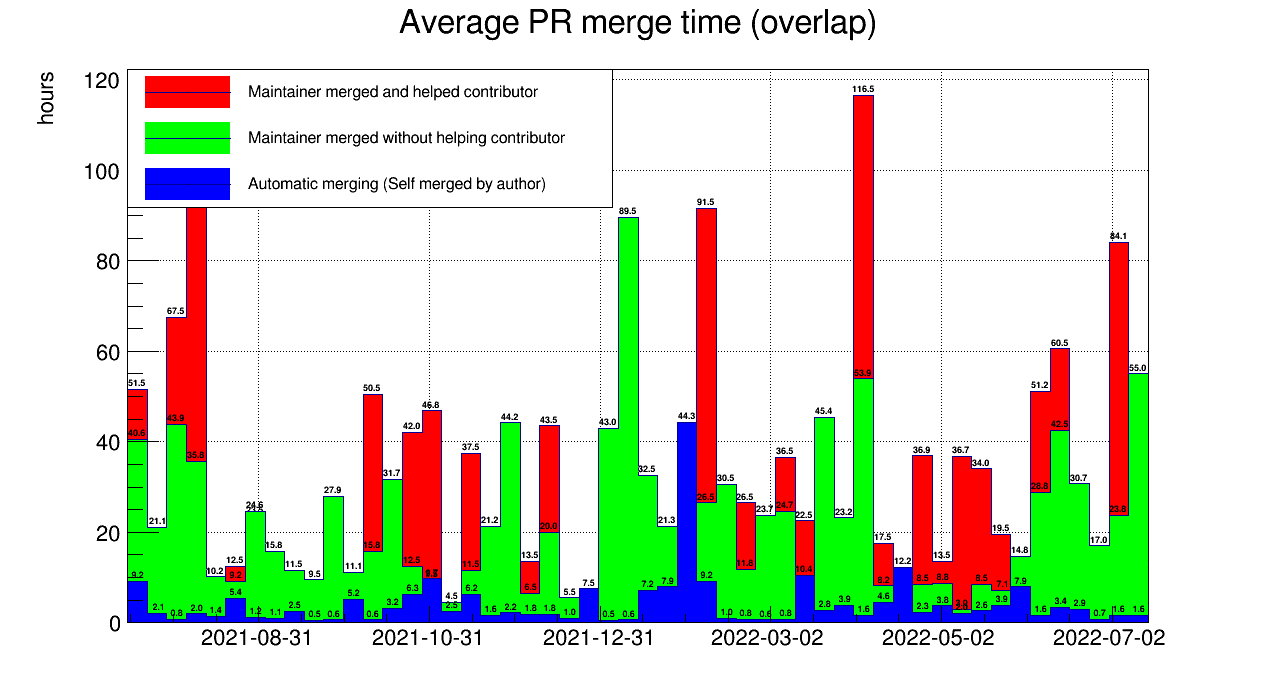 Average PR merge time (overlap)
hours
Maintainer merged and helped contributor
Maintainer merged without helping contributor
Automatic merging (Self merged by author)
120
100
80
60
40
20
0
116.5
91.5
89.5
84.1
67.5
60.5
55.0
53.9
51.5 50.5 51.2
46.8 45.4
43.9 42.0 44.2 43.5 43.0 44.3 42.5
40.6 37.5 36.5 36.9 36.7
35.8 31.7 32.5 30.5 34.0 30.7
27.9 26.5 26.5 28.8
24.7 23.2 23.8
21.1 21.2 20.0 21.3 23.7 22.5 19.5
15.8 15.8 17.5 17.0
12.5 11.5 11.1 12.5 11.5 13.5 11.8 12.2 13.5 14.8
10.2 9.5 10.4
9.2 9.2 9.2 8.2 8.5 8.8 8.5
5.4 5.2 6.3 6.2 6.5 5.5 7.5 7.2 7.9 7.1 7.9
2.1 0.8 2.0 1.4 1.2 1.1 2.5 0.5 0.6 0.6 3.2 4.5 2.5 1.6 2.2 1.8 1.8 1.0 0.5 0.6 1.0 0.8 0.6 0.8 2.8 3.9 1.6 4.6 2.3 3.8 2.6 3.9 1.6 3.4 2.9 0.7 1.6 1.6
2021-08-31 2021-10-31 2021-12-31 2022-03-02 2022-05-02 2022-07-02